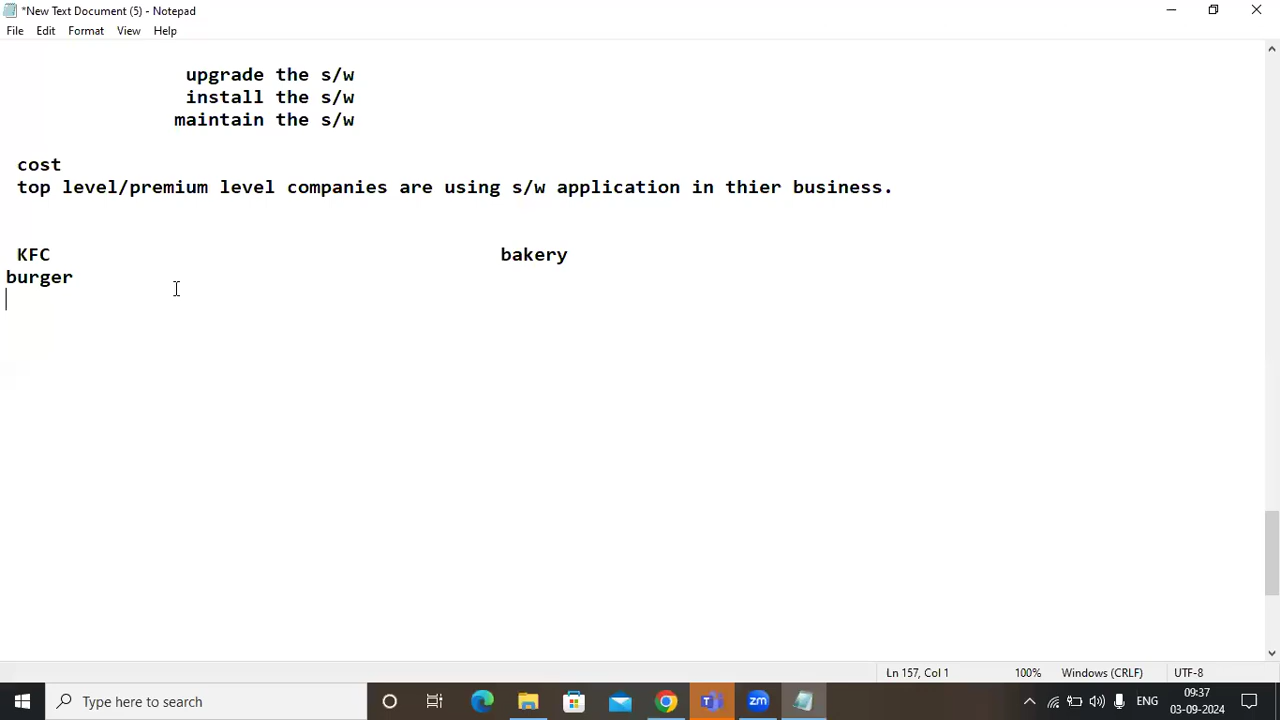 *New Text Document (5) - Notepad
File Edit Format View Help
upgrade the s/w
install the s/w
maintain the s/w
cost
top level/premium level companies are using s/w application in thier business.
KFC bakery
burger
Ln 157, Col 1 100% Windows (CRLF) UTF-8
Type here to search
ENG
09:37
03-09-2024